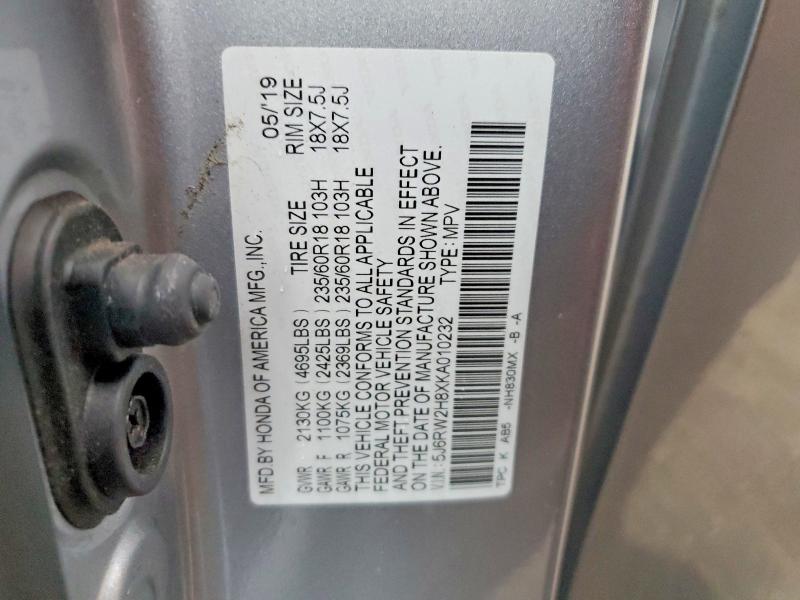 MFD.BY HONDA OF AMERICA MFG., INC. 05/'19
TIRE SIZE RIM SIZE
GVWR 2130KG (4695LBS)
GAWR F 1100KG (2425LBS) 235/60R18 103H 18X7.5J
GAWR R 1075KG (2369LBS) 235/60R18 103H 18X7.5J
THIS VEHICLE CONFORMS TO ALL APPLICABLE
FEDERAL MOTOR VEHICLE SAFETY
AND THEFT PREVENTION STANDARDS IN EFFECT
ON THE DATE OF MANUFACTURE SHOWN ABOVE.
V.I.N: 5J6RW2H8XKA010232 TYPE: MPV
TPC K AB5 -NH830MX -B -A